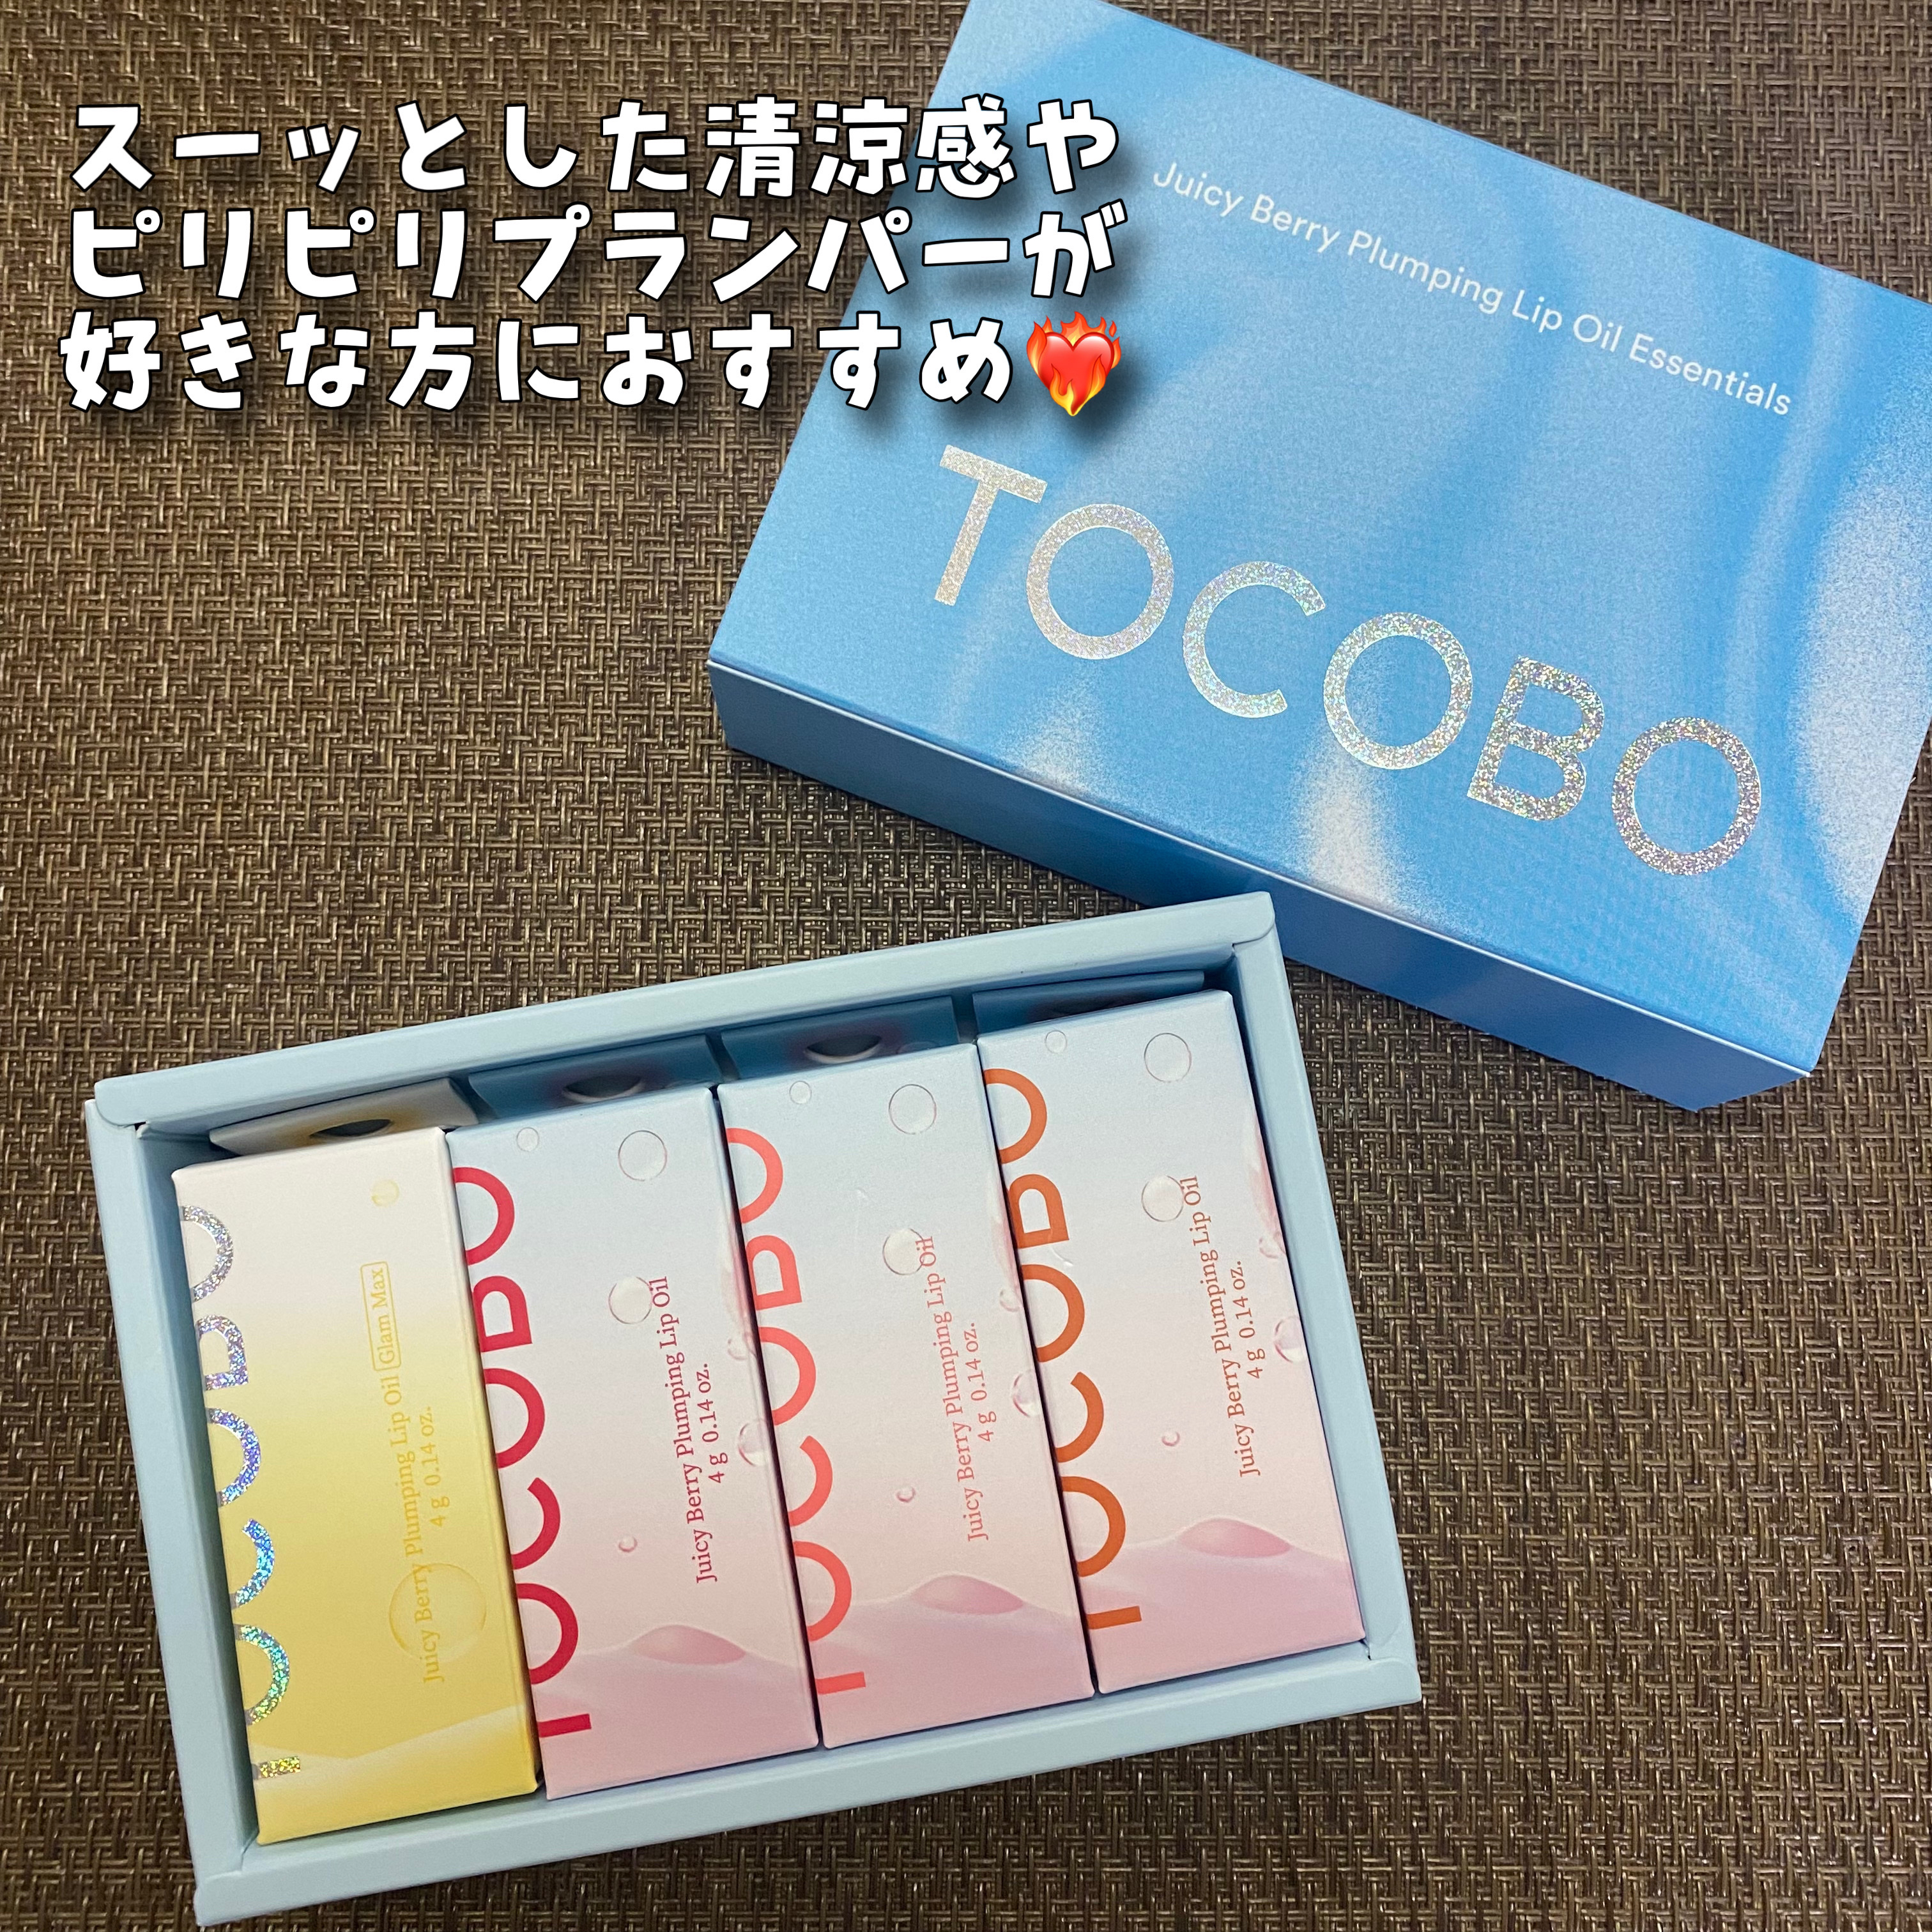 スーッとした清涼感や
ピリピリプランパーが
好きな方におすすめ❤️‍🔥
Juicy Berry Plumping Lip Oil Essentials
TOCOBO
TOCOBO
Juicy Berry Plumping Lip Oil Glam Max
4 g 0.14 oz.
TOCOBO
Juicy Berry Plumping Lip Oil
4 g 0.14 oz.
TOCOBO
Juicy Berry Plumping Lip Oil
4 g 0.14 oz.
TOCOBO
Juicy Berry Plumping Lip Oil
4 g 0.14 oz.